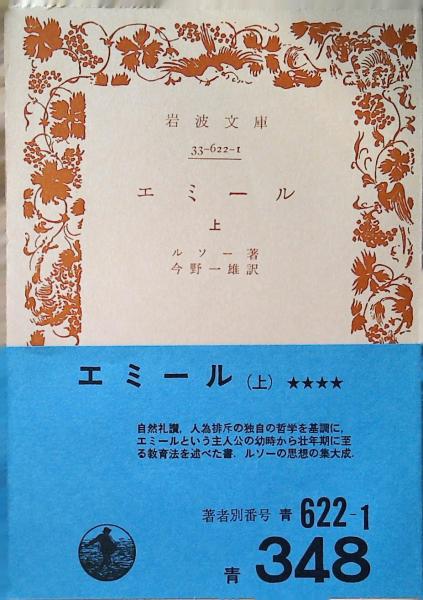 岩波文庫
33-622-1
エミール
上
ルソー著
今野一雄訳
エミール(上) ★★★★
自然礼讃，人為排斥の独自の哲学を基調に，
エミールという主人公の幼時から壮年期に至
る教育法を述べた書．ルソーの思想の集大成．
著者別番号 青 622-1
青 348